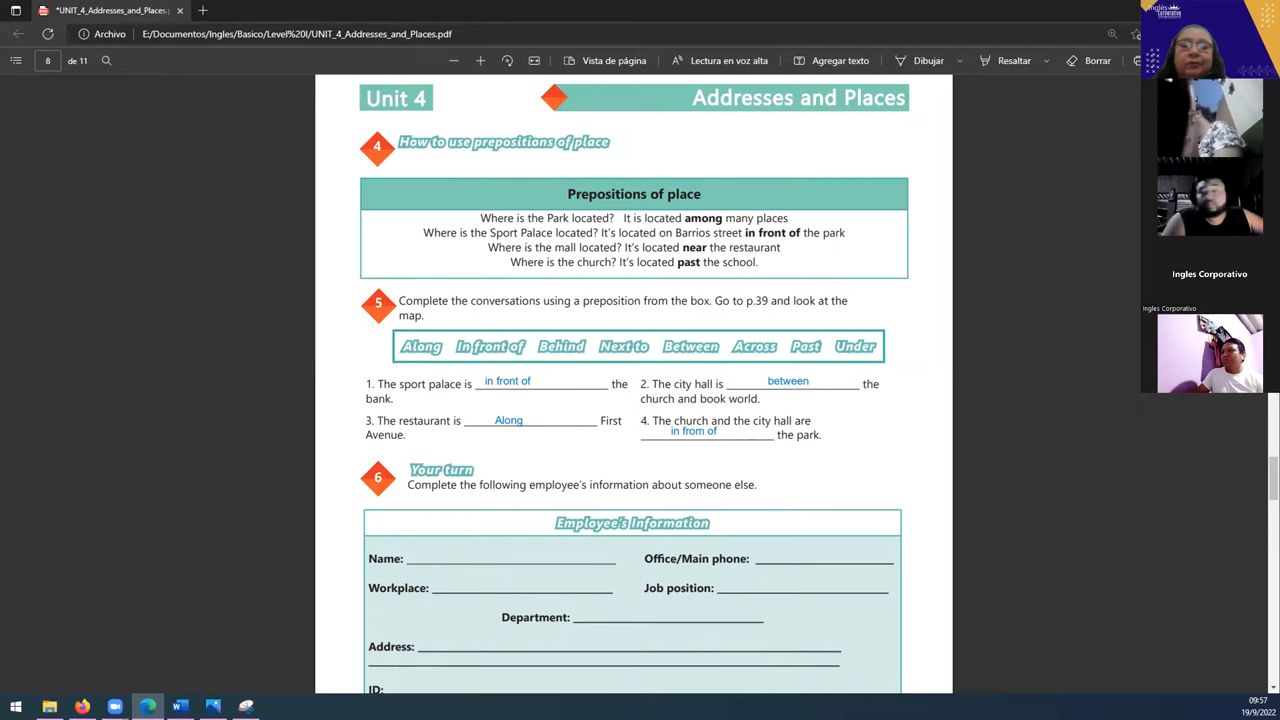 *UNIT_4_Addresses_and_Places.p
Archivo E:/Documentos/Ingles/Basico/Level%20I/UNIT_4_Addresses_and_Places.pdf
8 de 11 Vista de página Lectura en voz alta Agregar texto Dibujar Resaltar Borrar
Inglés
Corporativo
Unit 4 Addresses and Places
4 How to use prepositions of place
Prepositions of place
Where is the Park located? It is located among many places
Where is the Sport Palace located? It's located on Barrios street in front of the park
Where is the mall located? It's located near the restaurant
Where is the church? It's located past the school.
Ingles Corporativo
Ingles Corporativo
5 Complete the conversations using a preposition from the box. Go to p.39 and look at the
map.
Along In front of Behind Next to Between Across Past Under
1. The sport palace is in front of the
bank.
2. The city hall is between the
church and book world.
3. The restaurant is Along First
Avenue.
4. The church and the city hall are
in from of the park.
6 Your turn
Complete the following employee's information about someone else.
Employee's Information
Name: Office/Main phone:
Workplace: Job position:
Department:
Address:
ID:
09:57
19/9/2022